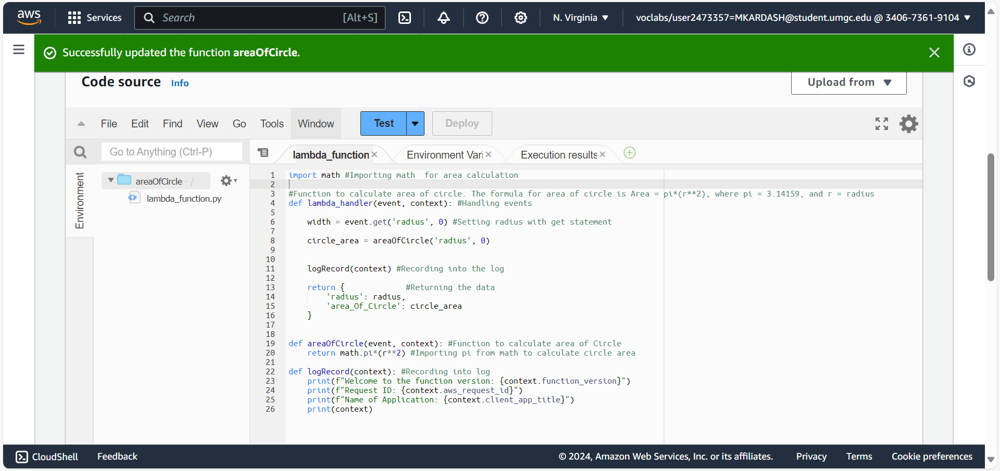 aws
Services
Search [Alt+S]
N. Virginia
voclabs/user2473357=MKARDASH@student.umgc.edu @ 3406-7361-9104
Successfully updated the function areaOfCircle.
Code source Info
Upload from
File Edit Find View Go Tools Window Test Deploy
Go to Anything (Ctrl-P)
lambda_function Environment Vari Execution results
Environment
areaOfCircle - /
lambda_function.py
1 import math #Importing math  for area calculation
2
3 #Function to calculate area of circle. The formula for area of circle is Area = pi*(r**2), where pi = 3.14159, and r = radius
4 def lambda_handler(event, context): #Handling events
5
6     width = event.get('radius', 0) #Setting radius with get statement
7
8     circle_area = areaOfCircle('radius', 0)
9
10
11     logRecord(context) #Recording into the log
12
13     return {             #Returning the data
14         'radius': radius,
15         'area_Of_Circle': circle_area
16     }
17
18
19 def areaOfCircle(event, context): #Function to calculate area of Circle
20     return math.pi*(r**2) #Importing pi from math to calculate circle area
21
22 def logRecord(context): #Recording into log
23     print(f"Welcome to the function version: {context.function_version}")
24     print(f"Request ID: {context.aws_request_id}")
25     print(f"Name of Application: {context.client_app_title}")
26     print(context)
CloudShell Feedback © 2024, Amazon Web Services, Inc. or its affiliates. Privacy Terms Cookie preferences